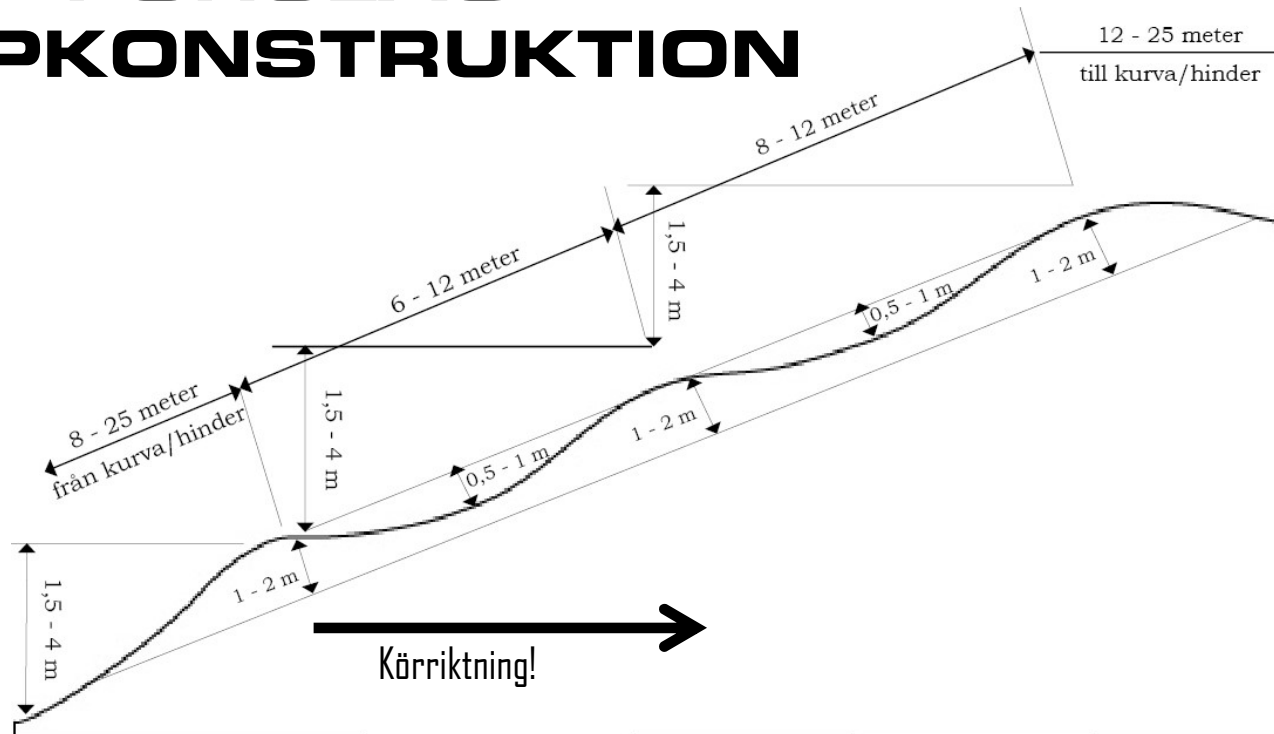 PKONSTRUKTION
12 - 25 meter
till kurva/hinder
8 - 12 meter
1,5 - 4 m
6 - 12 meter
1 - 2 m
0,5 - 1 m
8 - 25 meter
från kurva/hinder
1,5 - 4 m
1 - 2 m
0,5 - 1 m
1,5 - 4 m
1 - 2 m
Körriktning!